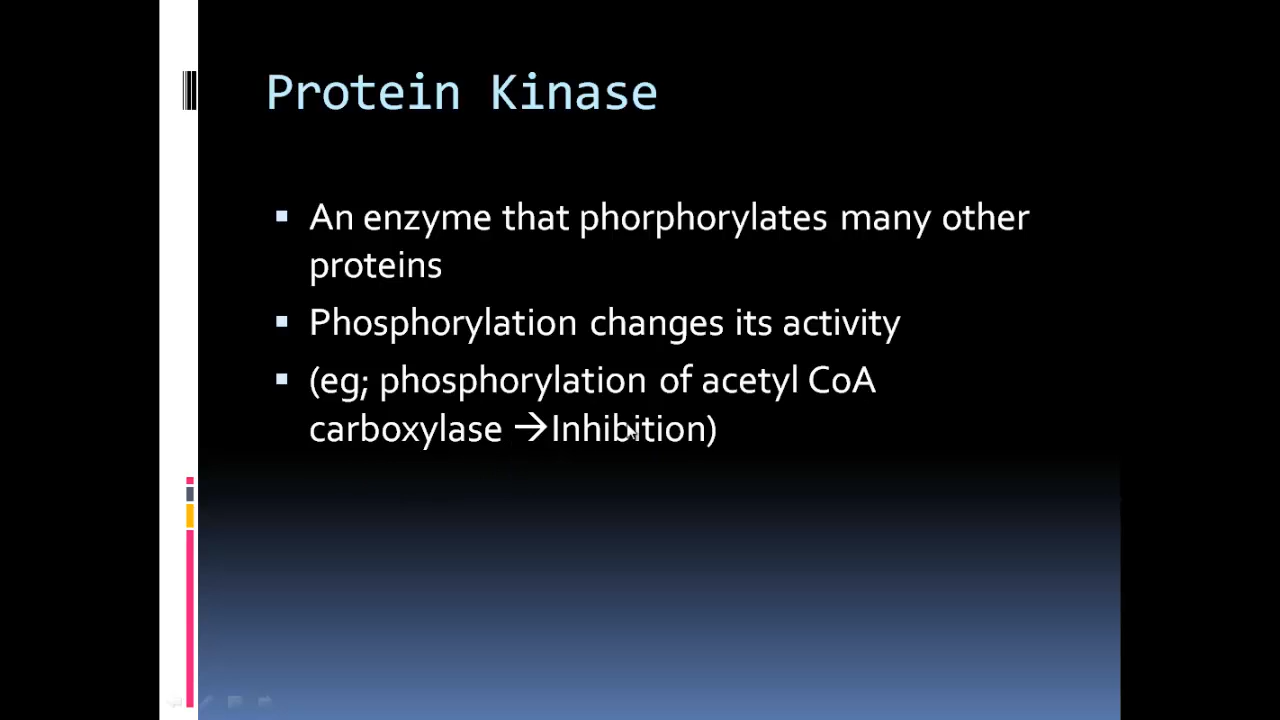 Protein Kinase
An enzyme that phorphorylates many other
proteins
Phosphorylation changes its activity
(eg; phosphorylation of acetyl CoA
carboxylase →Inhibition)